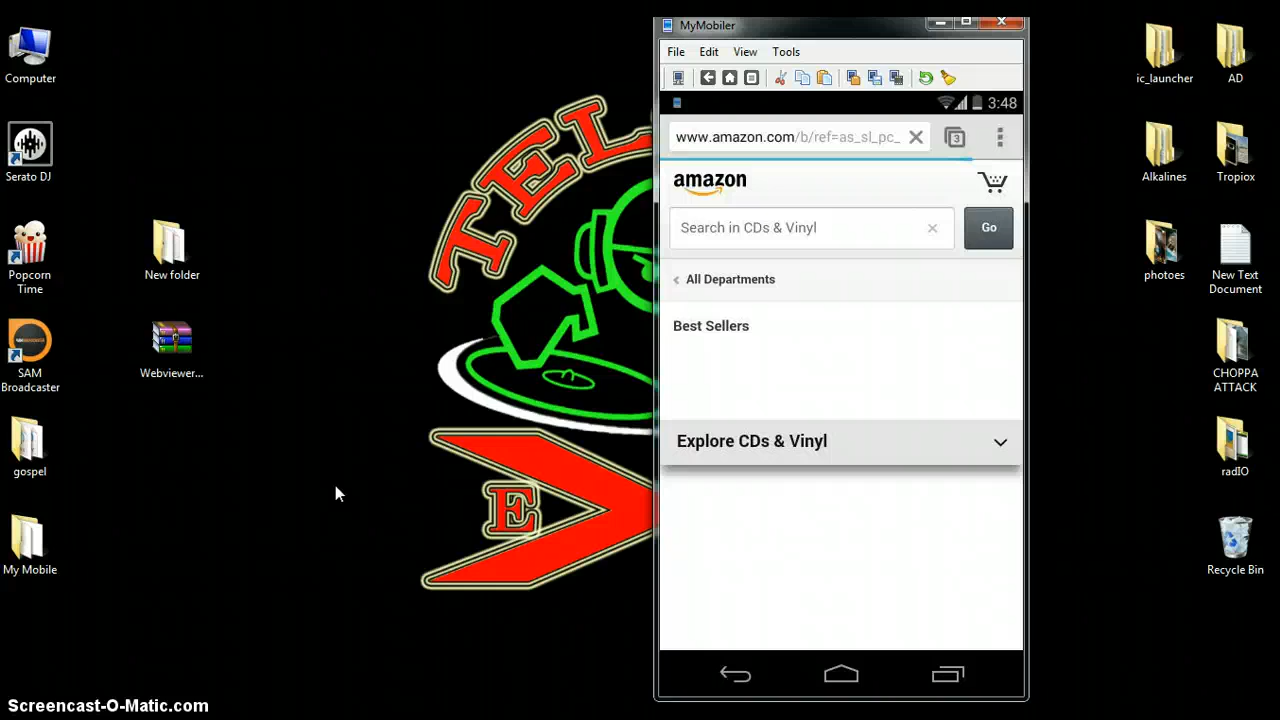 Computer
Serato DJ
Popcorn
Time
SAM
Broadcaster
gospel
My Mobile
New folder
Webviewer...
TEL
E
MyMobiler
File Edit View Tools
3:48
www.amazon.com/b/ref=as_sl_pc_
3
amazon
Search in CDs & Vinyl
Go
All Departments
Best Sellers
Explore CDs & Vinyl
ic_launcher
AD
Alkalines
Tropiox
photoes
New Text
Document
CHOPPA
ATTACK
radIO
Recycle Bin
Screencast-O-Matic.com